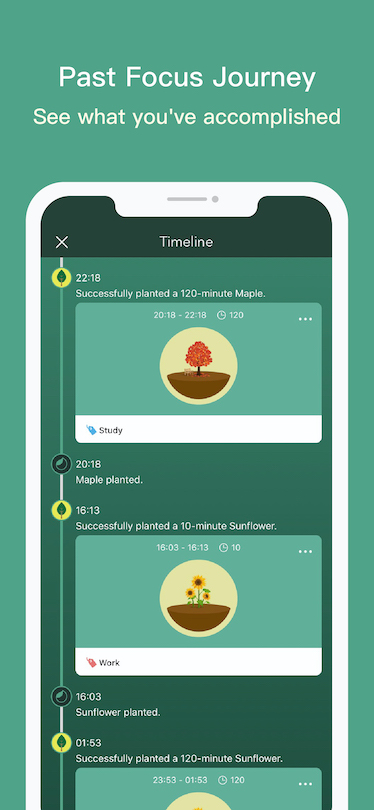 Past Focus Journey
See what you've accomplished
Timeline
22:18
Successfully planted a 120-minute Maple.
20:18 - 22:18 120
Study
20:18
Maple planted.
16:13
Successfully planted a 10-minute Sunflower.
16:03 - 16:13 10
Work
16:03
Sunflower planted.
01:53
Successfully planted a 120-minute Sunflower.
23:53 - 01:53 120